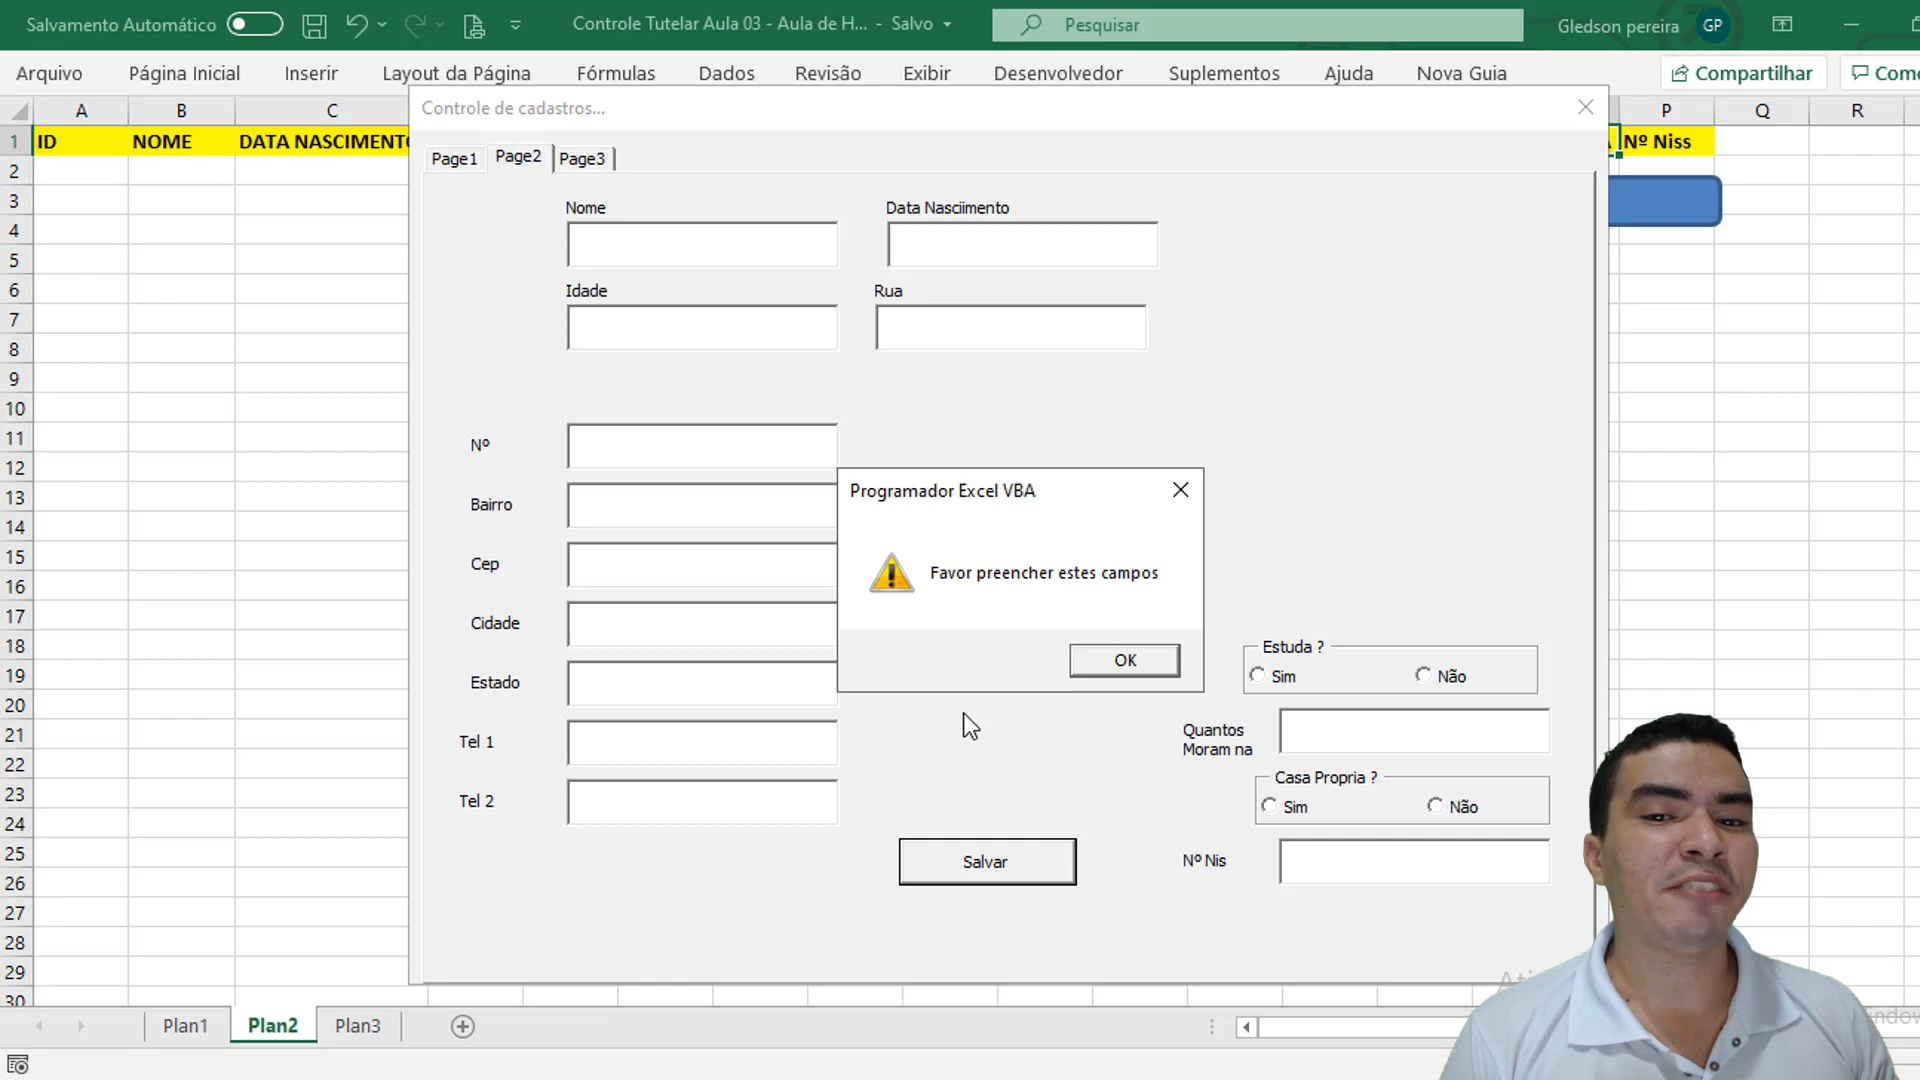 Salvamento Automático
Controle Tutelar Aula 03 - Aula de H... - Salvo
Pesquisar
Gledson pereira
GP
Arquivo Página Inicial Inserir Layout da Página Fórmulas Dados Revisão Exibir Desenvolvedor Suplementos Ajuda Nova Guia Compartilhar Come
A B C P Q R
Controle de cadastros...
1 ID NOME DATA NASCIMENTO Nº Niss
Page1 Page2 Page3
2
3
4
5
6
7
8
9
10
11
12
13
14
15
16
17
18
19
20
21
22
23
24
25
26
27
28
29
30
Nome Data Nasciimento
Idade Rua
Nº
Bairro
Cep
Cidade
Estado
Tel 1
Tel 2
Programador Excel VBA
Favor preencher estes campos
OK
Estuda ?
Sim Não
Quantos
Moram na
Casa Propria ?
Sim Não
Salvar
Nº Nis
Plan1 Plan2 Plan3